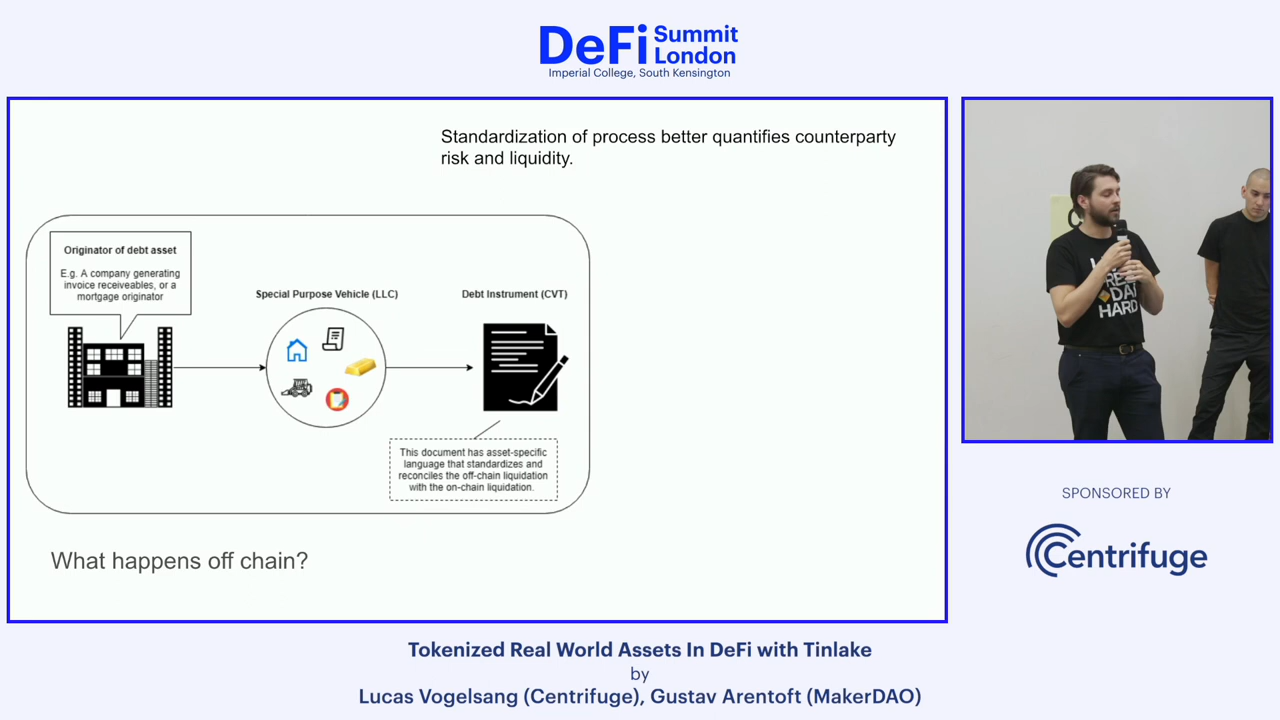 DeFi Summit
London
Imperial College, South Kensington
Standardization of process better quantifies counterparty
risk and liquidity.
Originator of debt asset
E.g. A company generating
invoice receiveables, or a
mortgage originator
Special Purpose Vehicle (LLC)
Debt Instrument (CVT)
This document has asset-specific
language that standardizes and
reconciles the off-chain liquidation
with the on-chain liquidation.
What happens off chain?
DAI
HARD
SPONSORED BY
Centrifuge
Tokenized Real World Assets In DeFi with Tinlake
by
Lucas Vogelsang (Centrifuge), Gustav Arentoft (MakerDAO)